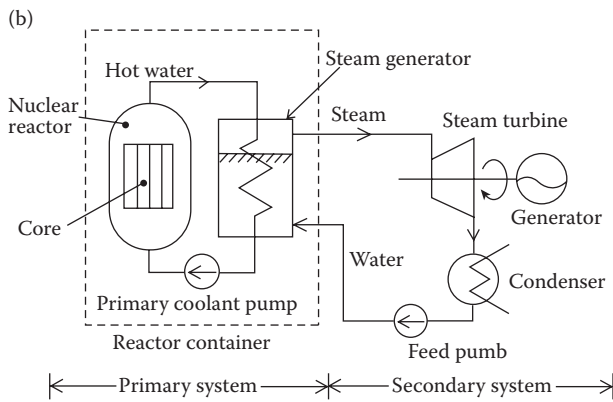 (b)
Hot water
Steam generator
Nuclear
reactor
Steam
Steam turbine
Core
Generator
Water
Condenser
Primary coolant pump
Reactor container
Feed pumb
Primary system
Secondary system